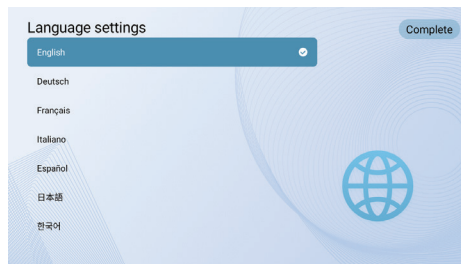 Language settings
Complete
English
Deutsch
Français
Italiano
Español
日本語
한국어